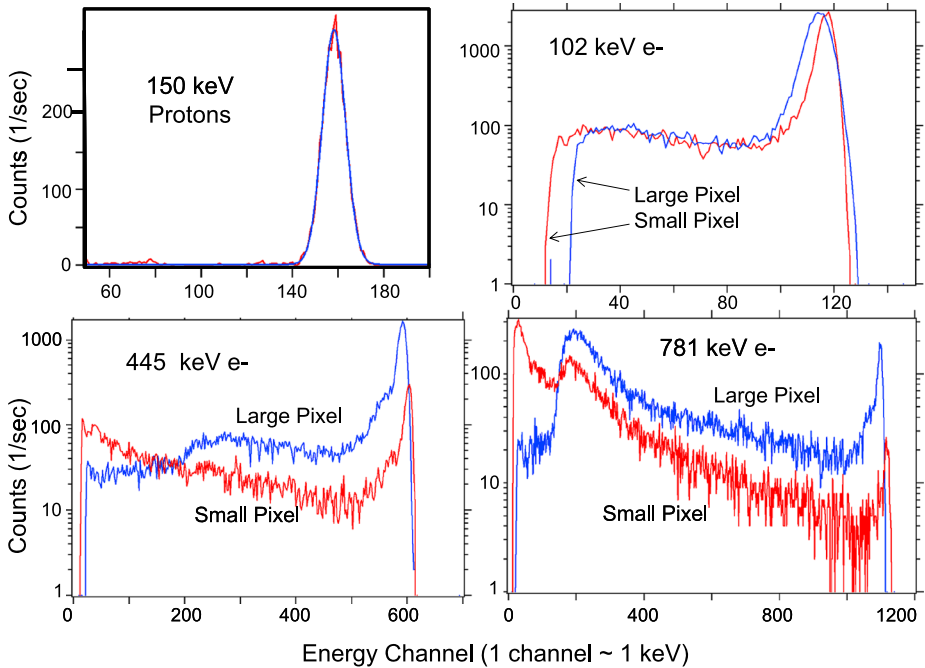 Counts (1/sec)
200
100
0
150 keV
Protons
60
100
140
180
1000
100
10
1
102 keV e-
Large Pixel
Small Pixel
0
40
80
120
Counts (1/sec)
1000
100
10
1
445 keV e-
Large Pixel
Small Pixel
0
200
400
600
100
10
1
781 keV e-
Large Pixel
Small Pixel
0
400
800
1200
Energy Channel (1 channel ~ 1 keV)